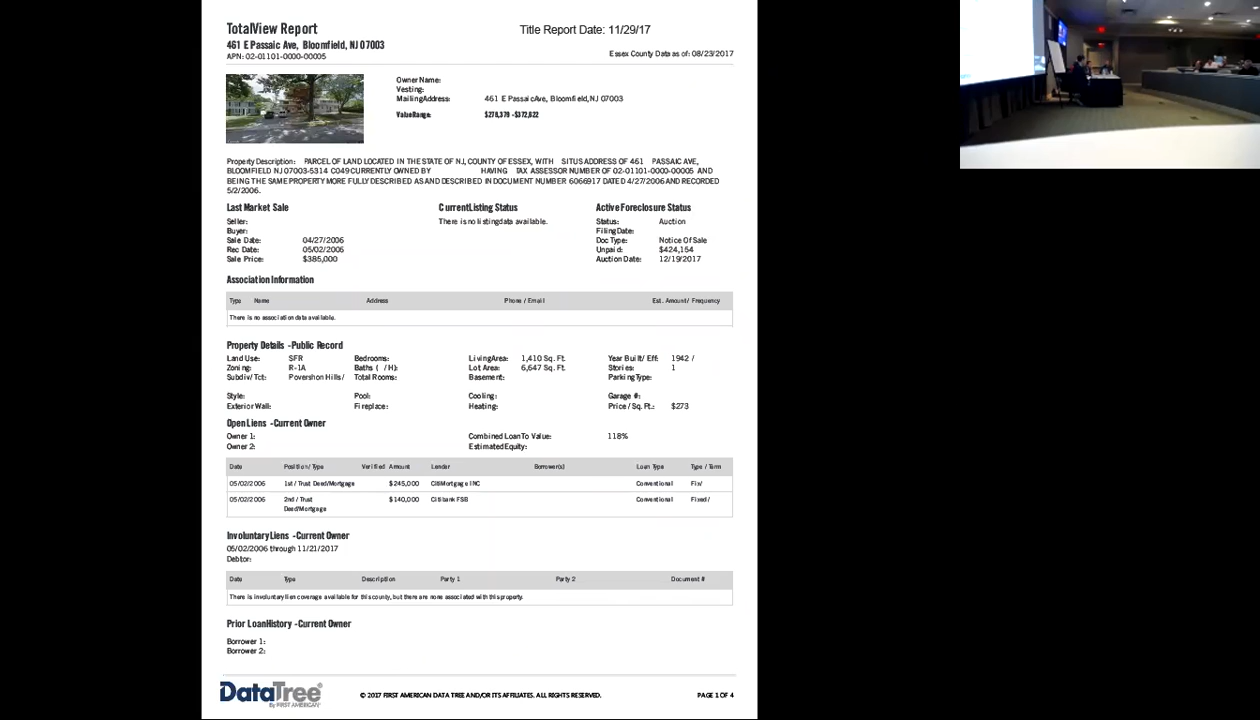 TotalView Report
Title Report Date: 11/29/17
461 E Passaic Ave, Bloomfield, NJ 07003
APN: 02-01101-0000-00005
Essex County Data as of: 08/23/2017
Owner Name:
Vesting:
Mailing Address: 461 E Passaic Ave, Bloomfield, NJ 07003
Value Range: $278,379 - $372,622
Property Description: PARCEL OF LAND LOCATED IN THE STATE OF NJ, COUNTY OF ESSEX, WITH SITUS ADDRESS OF 461 PASSAIC AVE,
BLOOMFIELD NJ 07003-5314 C049 CURRENTLY OWNED BY HAVING TAX ASSESSOR NUMBER OF 02-01101-0000-00005 AND
BEING THE SAME PROPERTY MORE FULLY DESCRIBED AS AND DESCRIBED IN DOCUMENT NUMBER 6066917 DATED 4/27/2006 AND RECORDED
5/2/2006.
Last Market Sale Current Listing Status Active Foreclosure Status
Seller: There is no listing data available. Status: Auction
Buyer: Filing Date:
Sale Date: 04/27/2006 Doc Type: Notice Of Sale
Rec Date: 05/02/2006 Unpaid: $424,154
Sale Price: $385,000 Auction Date: 12/19/2017
Association Information
Type Name Address Phone / Email Est. Amount / Frequency
There is no association data available.
Property Details - Public Record
Land Use: SFR Bedrooms: Living Area: 1,410 Sq. Ft. Year Built / Eff: 1942 /
Zoning: R-1A Baths ( / H): Lot Area: 6,647 Sq. Ft. Stories: 1
Subdiv / Tct: Povershon Hills / Total Rooms: Basement: Parking Type:
Style: Pool: Cooling: Garage #:
Exterior Wall: Fireplace: Heating: Price / Sq. Ft.: $273
Open Liens - Current Owner
Owner 1: Combined Loan To Value: 118%
Owner 2: Estimated Equity:
Date Position / Type Verified Amount Lender Borrower(s) Loan Type Type / Term
05/02/2006 1st / Trust Deed/Mortgage $245,000 CitiMortgage INC Conventional Fix/
05/02/2006 2nd / Trust $140,000 Citibank FSB Conventional Fixed /
Deed/Mortgage
Involuntary Liens - Current Owner
05/02/2006 through 11/21/2017
Debtor:
Date Type Description Party 1 Party 2 Document #
There is involuntary lien coverage available for this county, but there are none associated with this property.
Prior Loan History - Current Owner
Borrower 1:
Borrower 2:
DataTree
By FIRST AMERICAN
© 2017 FIRST AMERICAN DATA TREE AND/OR ITS AFFILIATES. ALL RIGHTS RESERVED.
PAGE 1 OF 4